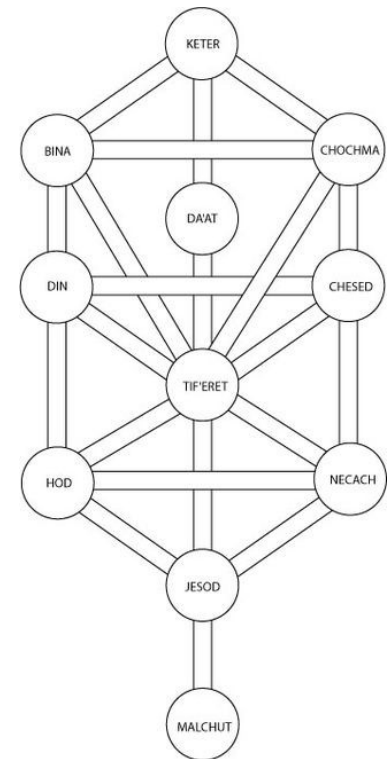 KETER
BINA
CHOCHMA
DA'AT
DIN
CHESED
TIF'ERET
HOD
NECACH
JESOD
MALCHUT